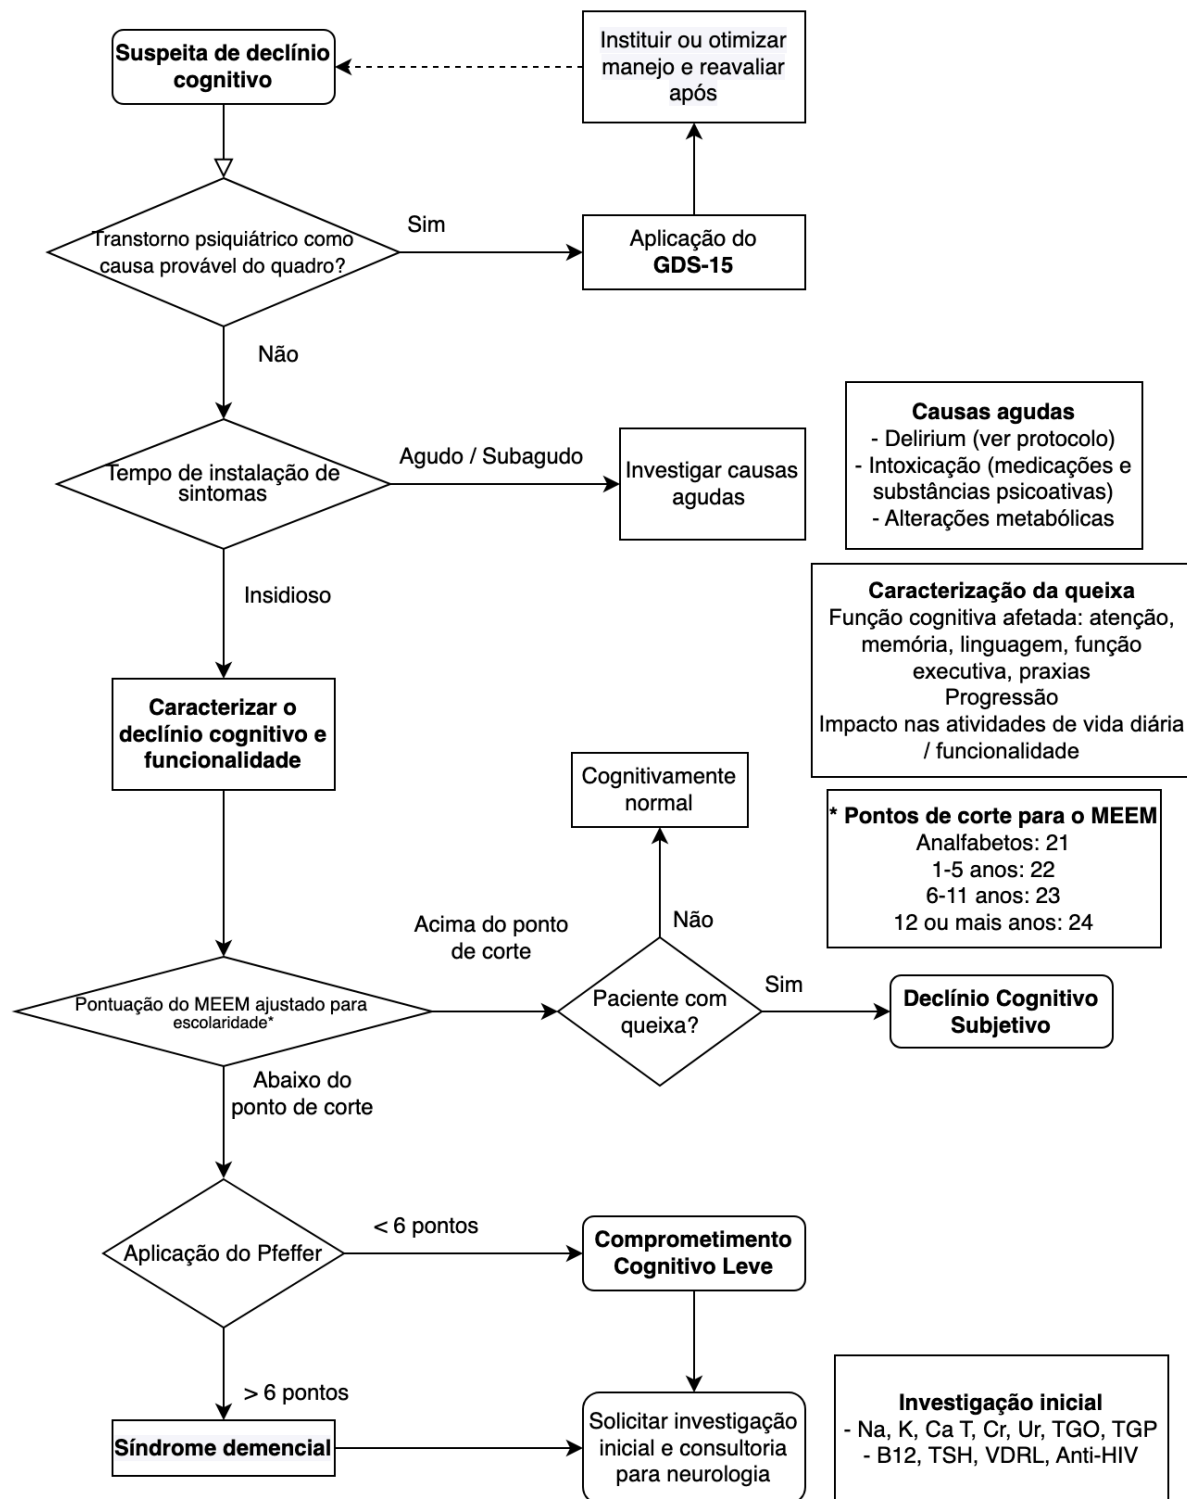 Suspeita de declínio
cognitivo
Instituir ou otimizar
manejo e reavaliar
após
Transtorno psiquiátrico como
causa provável do quadro?
Sim
Aplicação do
GDS-15
Não
Tempo de instalação de
sintomas
Agudo / Subagudo
Investigar causas
agudas
Causas agudas
- Delirium (ver protocolo)
- Intoxicação (medicações e
substâncias psicoativas)
- Alterações metabólicas
Insidioso
Caracterização da queixa
Função cognitiva afetada: atenção,
memória, linguagem, função
executiva, praxias
Progressão
Impacto nas atividades de vida diária
/ funcionalidade
Caracterizar o
declínio cognitivo e
funcionalidade
Cognitivamente
normal
* Pontos de corte para o MEEM
Analfabetos: 21
1-5 anos: 22
6-11 anos: 23
12 ou mais anos: 24
Pontuação do MEEM ajustado para
escolaridade*
Acima do ponto
de corte
Não
Paciente com
queixa?
Sim
Declínio Cognitivo
Subjetivo
Abaixo do
ponto de corte
Aplicação do Pfeffer
< 6 pontos
Comprometimento
Cognitivo Leve
> 6 pontos
Síndrome demencial
Solicitar investigação
inicial e consultoria
para neurologia
Investigação inicial
- Na, K, Ca T, Cr, Ur, TGO, TGP
- B12, TSH, VDRL, Anti-HIV